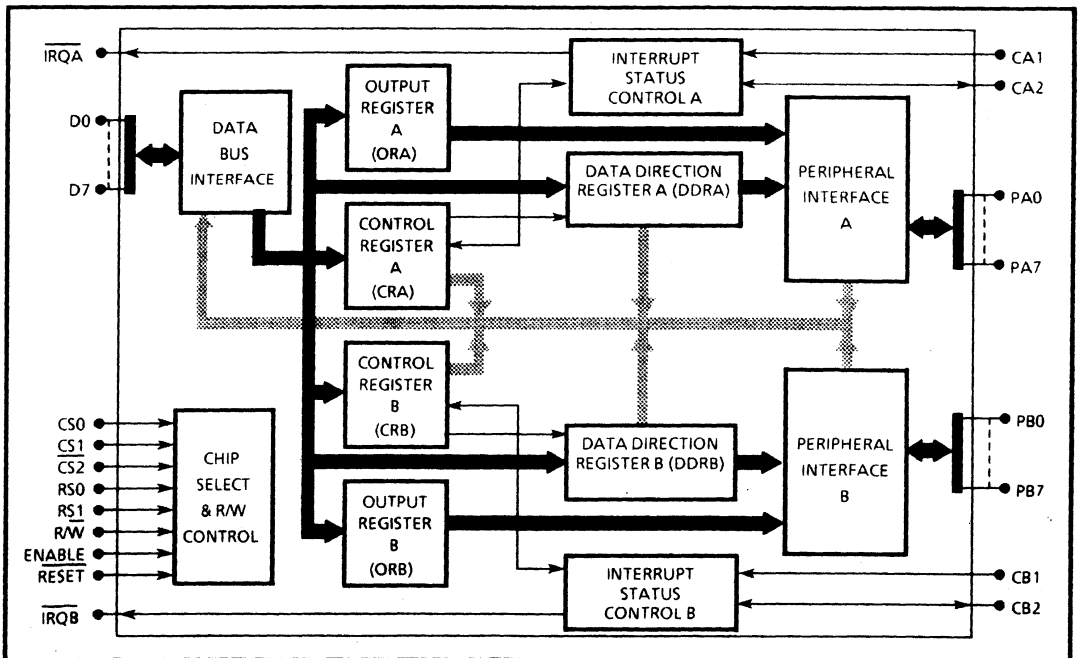 IRQA
D0
D7
DATA
BUS
INTERFACE
OUTPUT
REGISTER
A
(ORA)
CONTROL
REGISTER
A
(CRA)
INTERRUPT
STATUS
CONTROL A
DATA DIRECTION
REGISTER A (DDRA)
PERIPHERAL
INTERFACE
A
CA1
CA2
PA0
PA7
CONTROL
REGISTER
B
(CRB)
OUTPUT
REGISTER
B
(ORB)
DATA DIRECTION
REGISTER B (DDRB)
INTERRUPT
STATUS
CONTROL B
PERIPHERAL
INTERFACE
B
PB0
PB7
CB1
CB2
CS0
CS1
CS2
RS0
RS1
R/W
ENABLE
RESET
CHIP
SELECT
& R/W
CONTROL
IRQB